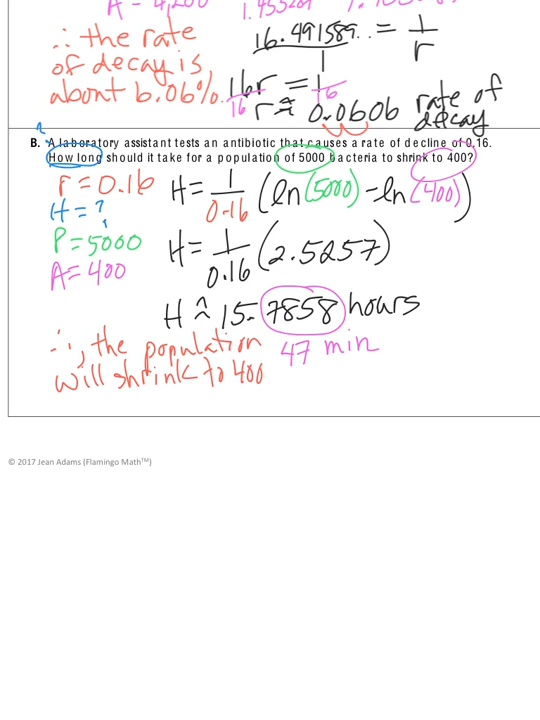 ∴ the rate
of decay is
about 6.06%.
16.491589.. = 1/r
16r = 1
r ≈ 0.0606 rate of decay
B. A laboratory assistant tests an antibiotic that causes a rate of decline of 0.16.
How long should it take for a population of 5000 bacteria to shrink to 400?
r = 0.16
H = ?
P = 5000
A = 400
H = 1/0.16 (ln(5000) - ln(400))
H = 1/0.16 (2.5257)
H ≈ 15.7858 hours
47 min
∴, the population
will shrink to 400
© 2017 Jean Adams (Flamingo Math™)